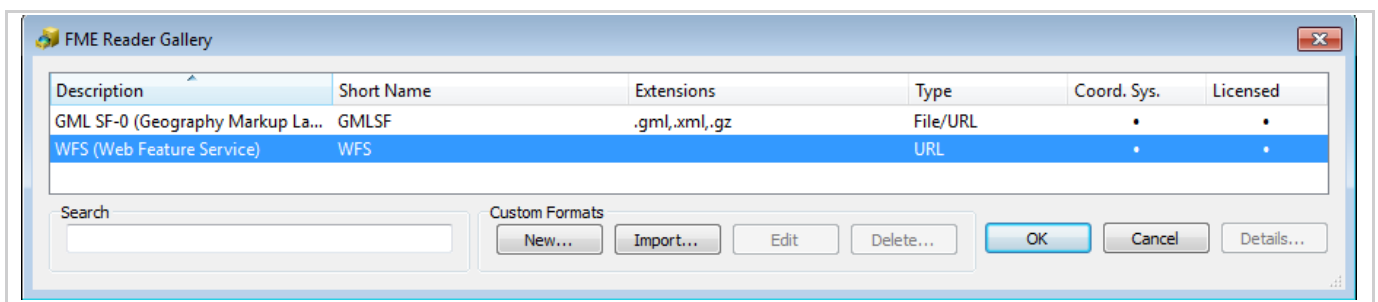 FME Reader Gallery
Description Short Name Extensions Type Coord. Sys. Licensed
GML SF-0 (Geography Markup La... GMLSF .gml,.xml,.gz File/URL • •
WFS (Web Feature Service) WFS URL • •
Search Custom Formats
New... Import... Edit Delete... OK Cancel Details...